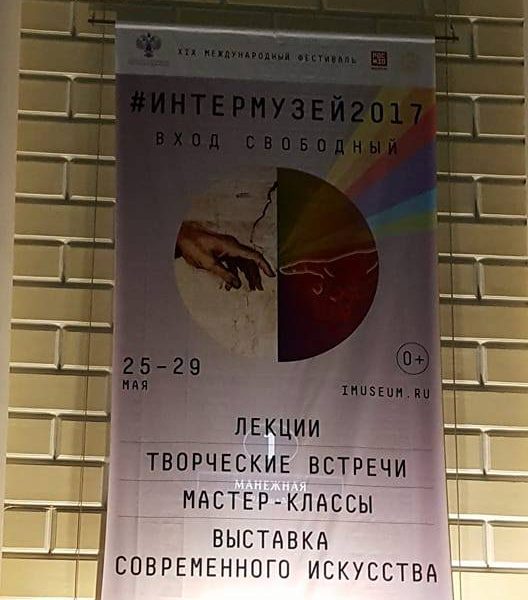 XIX МЕЖДУНАРОДНЫЙ ФЕСТИВАЛЬ
#ИНТЕРМУЗЕЙ2017
ВХОД СВОБОДНЫЙ
25-29
МАЯ
0+
IMUSEUM.RU
ЛЕКЦИИ
1
ТВОРЧЕСКИЕ ВСТРЕЧИ
МАНЕЖНАЯ
МАСТЕР-КЛАССЫ
ВЫСТАВКА
СОВРЕМЕННОГО ИСКУССТВА